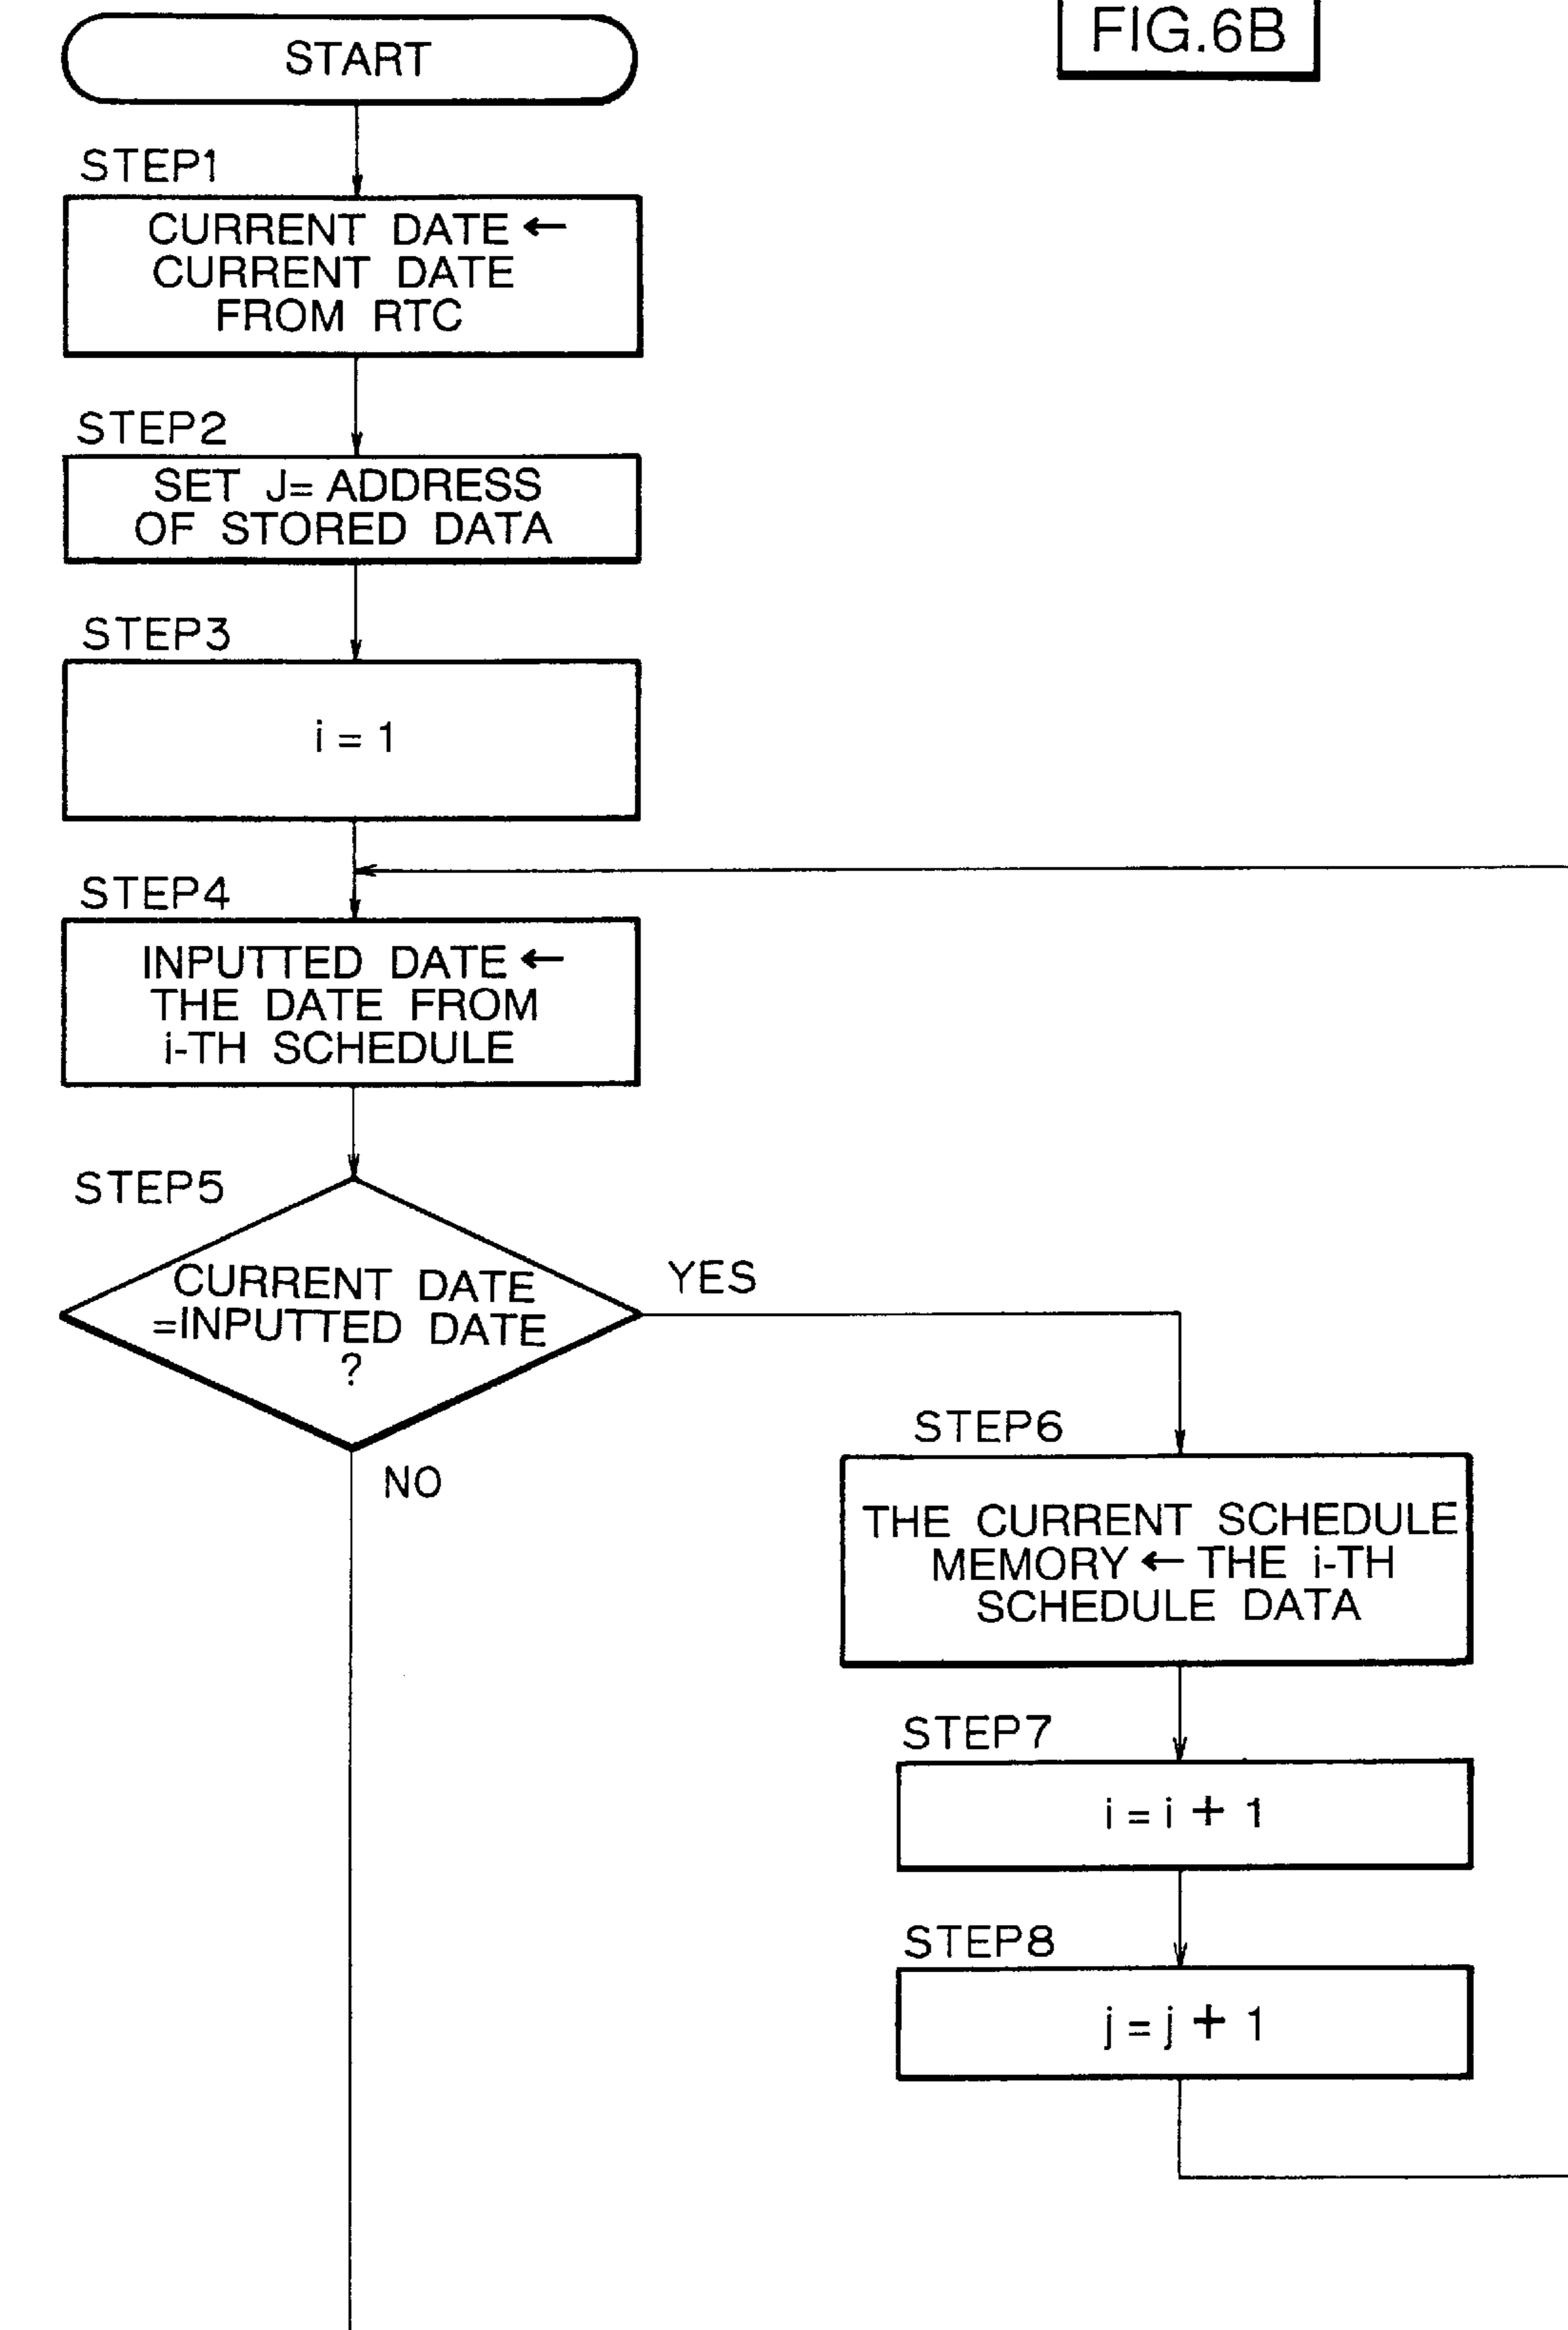 FIG.6B
START
STEP1
CURRENT DATE ←
CURRENT DATE
FROM RTC
STEP2
SET J= ADDRESS
OF STORED DATA
STEP3
i = 1
STEP4
INPUTTED DATE ←
THE DATE FROM
i-TH SCHEDULE
STEP5
CURRENT DATE
=INPUTTED DATE
?
YES
NO
STEP6
THE CURRENT SCHEDULE
MEMORY ← THE i-TH
SCHEDULE DATA
STEP7
i = i + 1
STEP8
j = j + 1